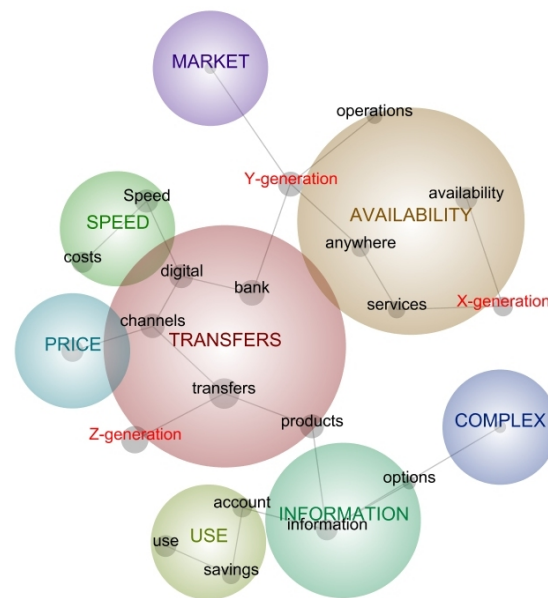 MARKET
operations
Y-generation
Speed
availability
SPEED
AVAILABILITY
anywhere
costs
digital
bank
services
X-generation
channels
PRICE
TRANSFERS
transfers
products
Z-generation
COMPLEX
options
account
INFORMATION
information
USE
use
savings